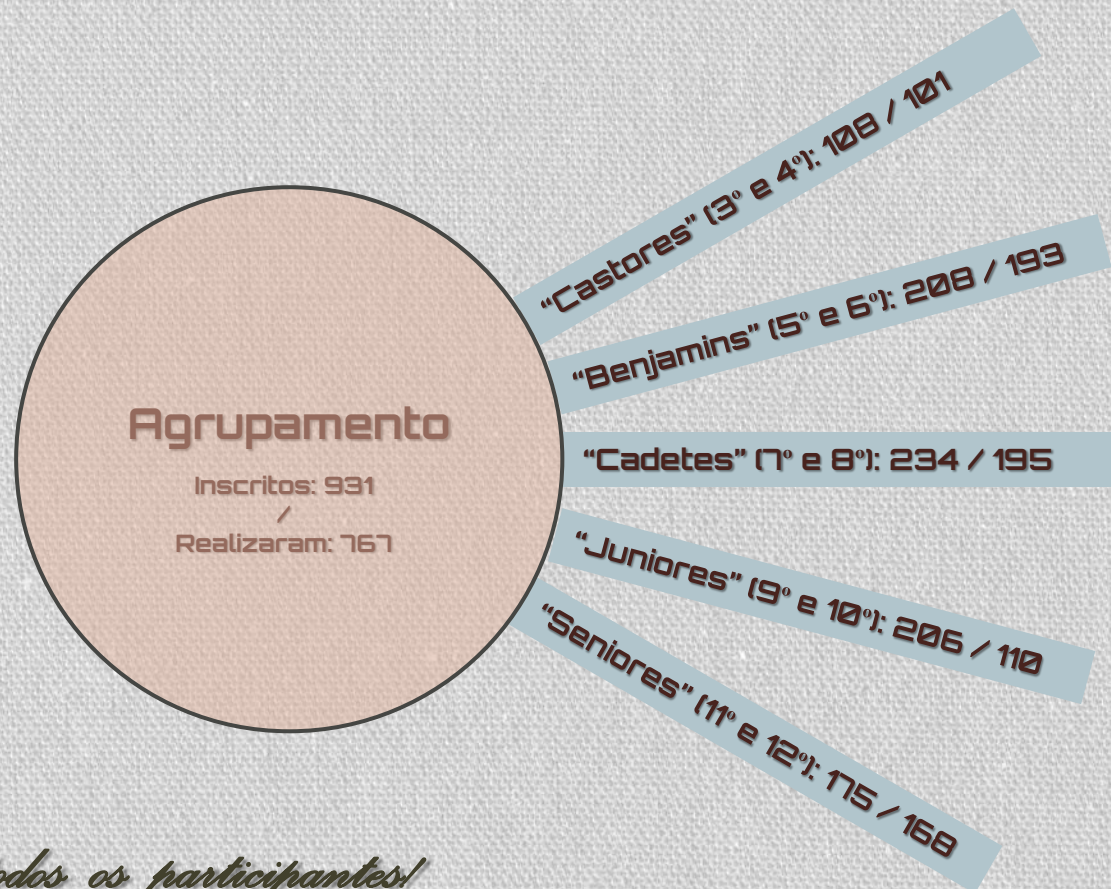 “Castores” (3º e 4º): 108 / 101
“Benjamins” (5º e 6º): 208 / 193
“Cadetes” (7º e 8º): 234 / 195
“Juniores” (9º e 10º): 206 / 110
“Seniores” (11º e 12º): 175 / 168
Agrupamento
Inscritos: 931
/
Realizaram: 767
os participantes!